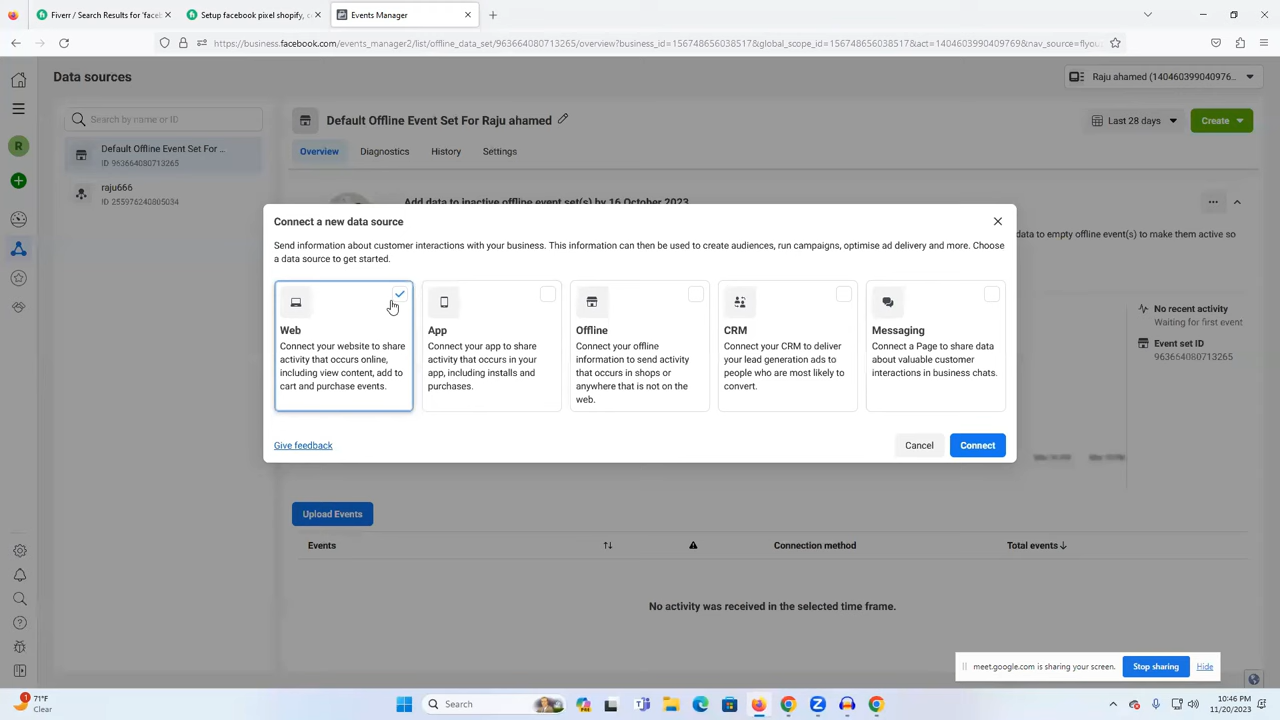 Fiverr / Search Results for 'faceb
Setup facebook pixel shopify, c
Events Manager
https://business.facebook.com/events_manager2/list/offline_data_set/963664080713265/overview?business_id=156748656038517&global_scope_id=156748656038517&act=1404603990409769&nav_source=flyou
Data sources
Raju ahamed (140460399040976...
Search by name or ID
Default Offline Event Set For Raju ahamed
Last 28 days
Create
Default Offline Event Set For ...
ID 963664080713265
Overview
Diagnostics
History
Settings
R
raju666
ID 255976240805034
Add data to inactive offline event set(s) by 16 October 2023
Connect a new data source
Send information about customer interactions with your business. This information can then be used to create audiences, run campaigns, optimise ad delivery and more. Choose
a data source to get started.
data to empty offline event(s) to make them active so
Web
Connect your website to share
activity that occurs online,
including view content, add to
cart and purchase events.
App
Connect your app to share
activity that occurs in your
app, including installs and
purchases.
Offline
Connect your offline
information to send activity
that occurs in shops or
anywhere that is not on the
web.
CRM
Connect your CRM to deliver
your lead generation ads to
people who are most likely to
convert.
Messaging
Connect a Page to share data
about valuable customer
interactions in business chats.
No recent activity
Waiting for first event
Event set ID
963664080713265
Give feedback
Cancel
Connect
Upload Events
Events
Connection method
Total events
No activity was received in the selected time frame.
meet.google.com is sharing your screen.
Stop sharing
Hide
1
71°F
Clear
Search
10:46 PM
11/20/2023